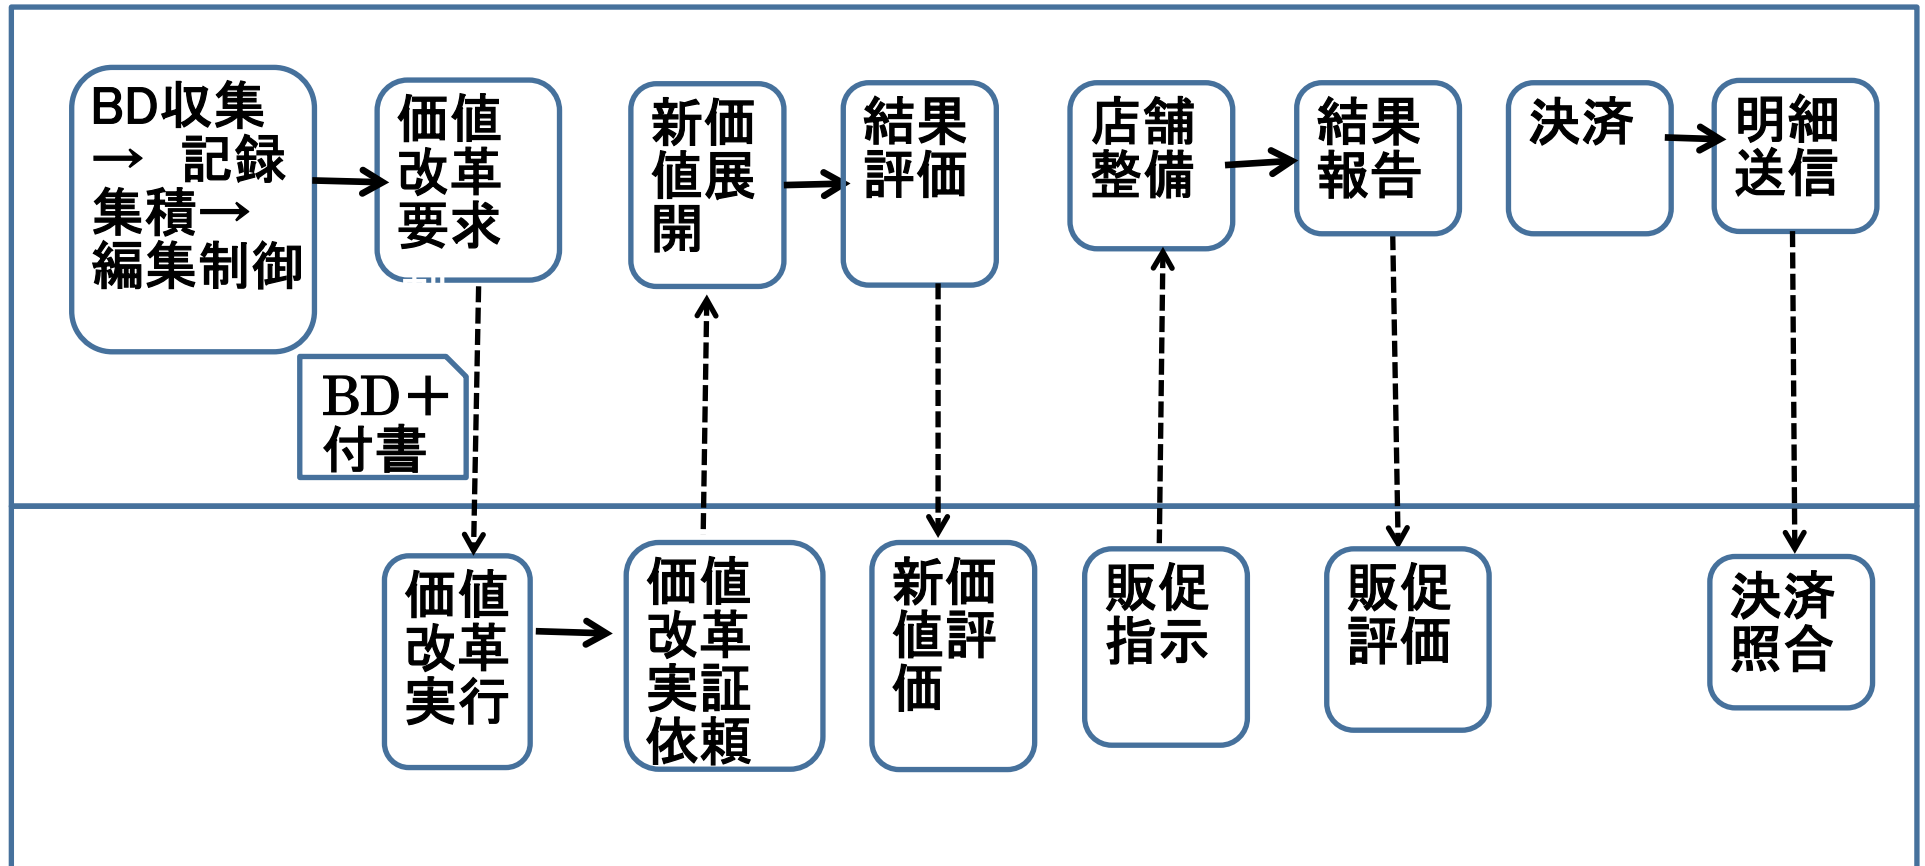 BD収集
→ 記録
集積→
編集制御
価値
改革
要求
新価
値展
開
結果
評価
店舗
整備
結果
報告
決済
明細
送信
BD＋
付書
価値
改革
実行
価値
改革
実証
依頼
新価
値評
価
販促
指示
販促
評価
決済
照合